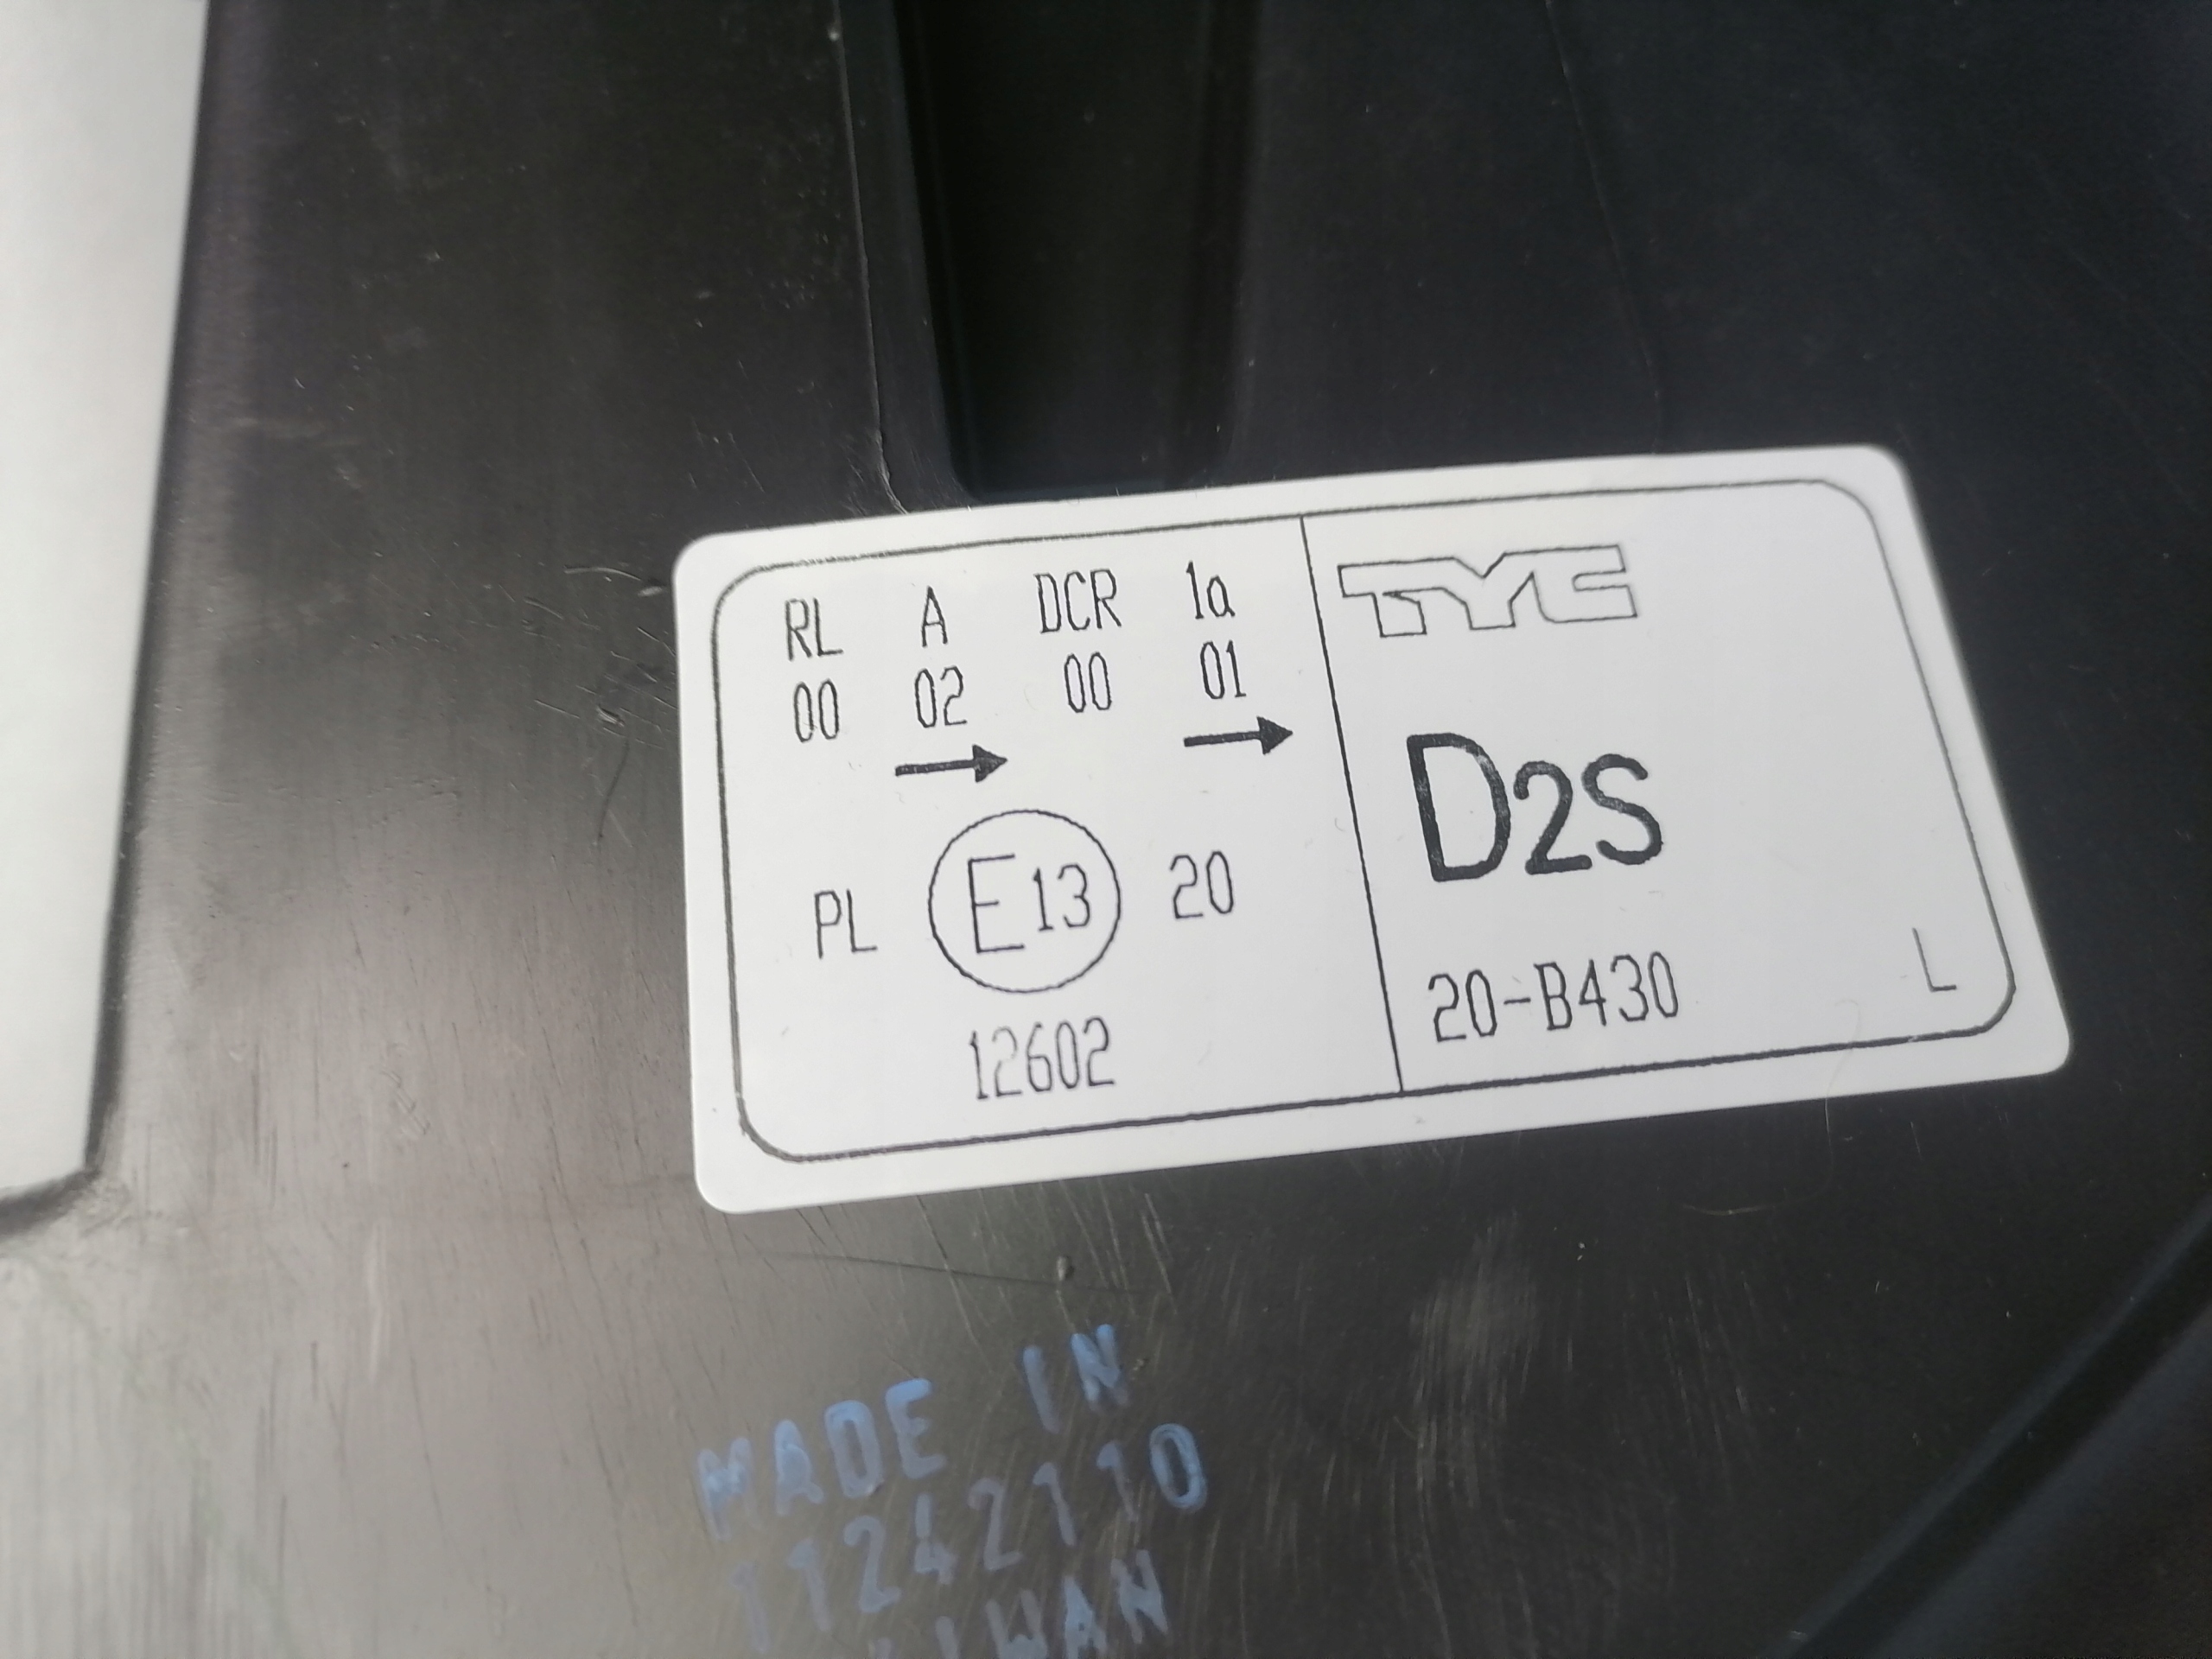 RL A DCR 1a
00 02 00 01
→ →
PL E13 20
12602
TYC
D2S
20-B430 L
MADE IN
11242110